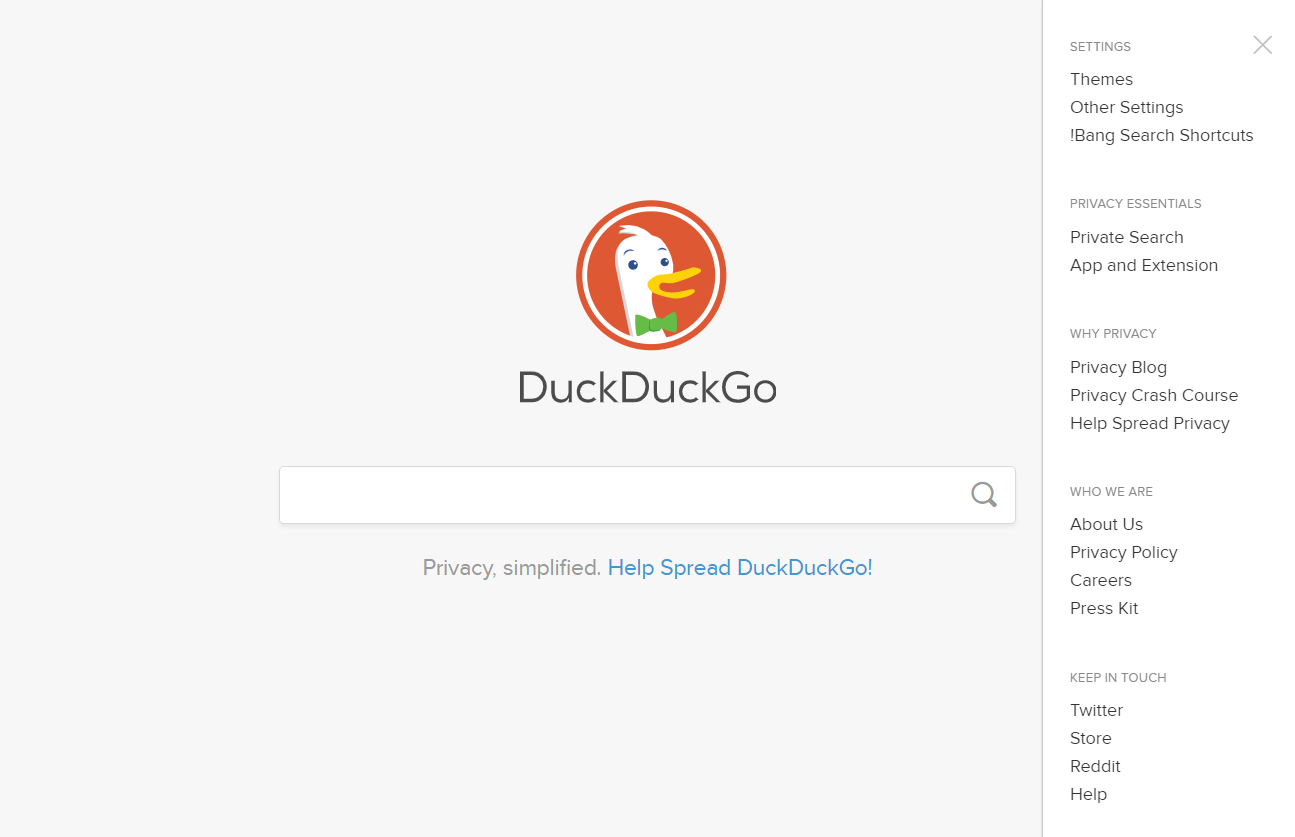 DuckDuckGo
Privacy, simplified. Help Spread DuckDuckGo!
SETTINGS
Themes
Other Settings
!Bang Search Shortcuts
PRIVACY ESSENTIALS
Private Search
App and Extension
WHY PRIVACY
Privacy Blog
Privacy Crash Course
Help Spread Privacy
WHO WE ARE
About Us
Privacy Policy
Careers
Press Kit
KEEP IN TOUCH
Twitter
Store
Reddit
Help